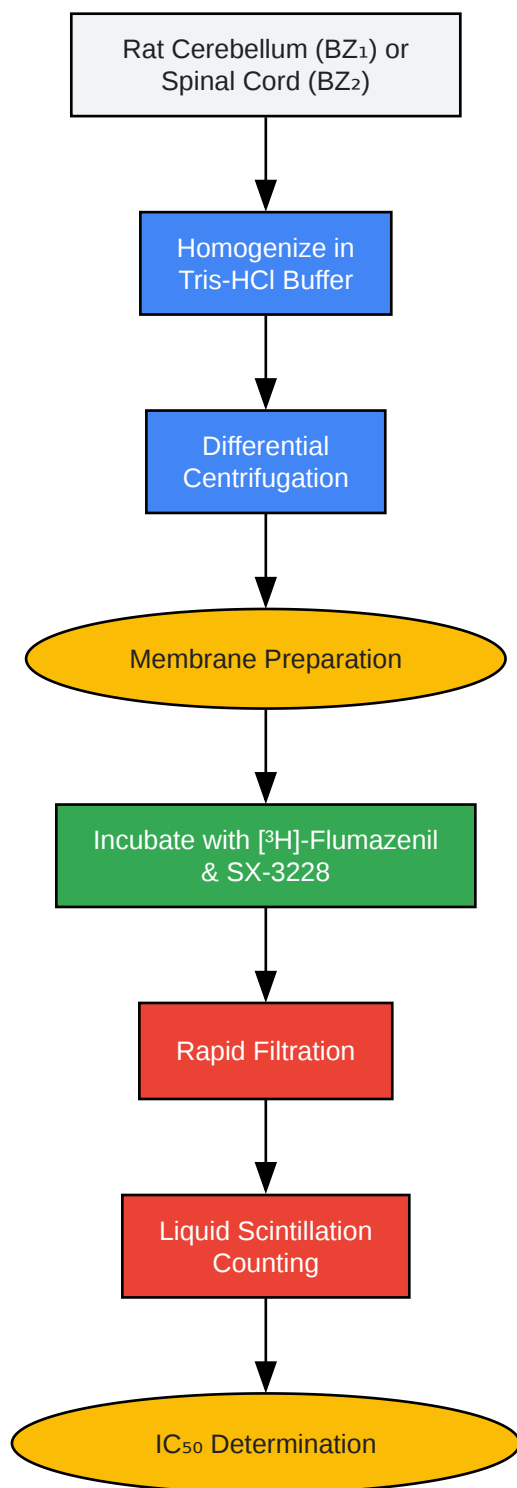 Rat Cerebellum (BZ₁) or
Spinal Cord (BZ₂)
Homogenize in
Tris-HCl Buffer
Differential
Centrifugation
Membrane Preparation
Incubate with [³H]-Flumazenil
& SX-3228
Rapid Filtration
Liquid Scintillation
Counting
IC₅₀ Determination